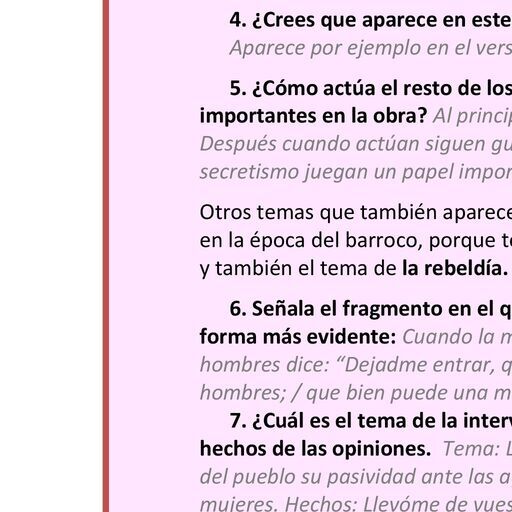 4. ¿Crees que aparece en este
Aparece por ejemplo en el vers
5. ¿Cómo actúa el resto de los
importantes en la obra? Al princip
Después cuando actúan siguen gu
secretismo juegan un papel impor
Otros temas que también aparece
en la época del barroco, porque t
y también el tema de la rebeldía.
6. Señala el fragmento en el q
forma más evidente: Cuando la m
hombres dice: “Dejadme entrar, q
hombres; / que bien puede una m
7. ¿Cuál es el tema de la inter
hechos de las opiniones. Tema: L
del pueblo su pasividad ante las a
mujeres. Hechos: Llevóme de vues